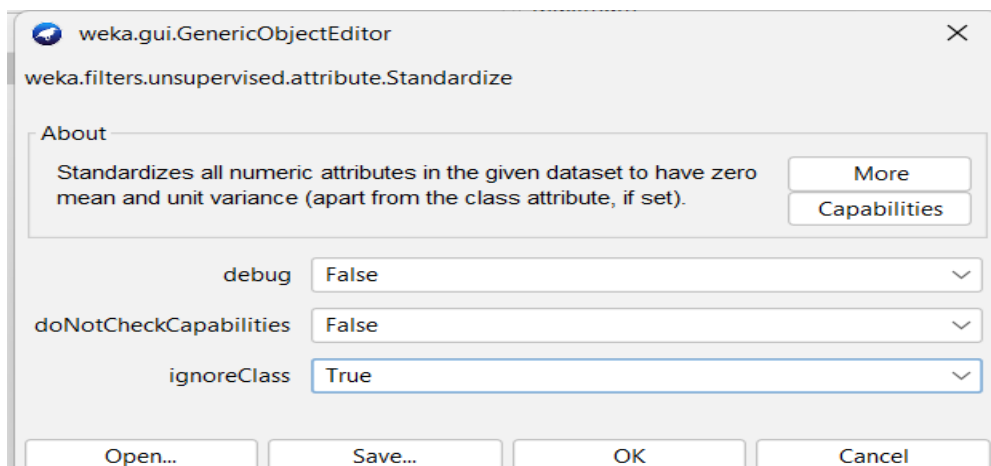 weka.gui.GenericObjectEditor
weka.filters.unsupervised.attribute.Standardize
About
Standardizes all numeric attributes in the given dataset to have zero
mean and unit variance (apart from the class attribute, if set).
More
Capabilities
debug False
doNotCheckCapabilities False
ignoreClass True
Open... Save... OK Cancel